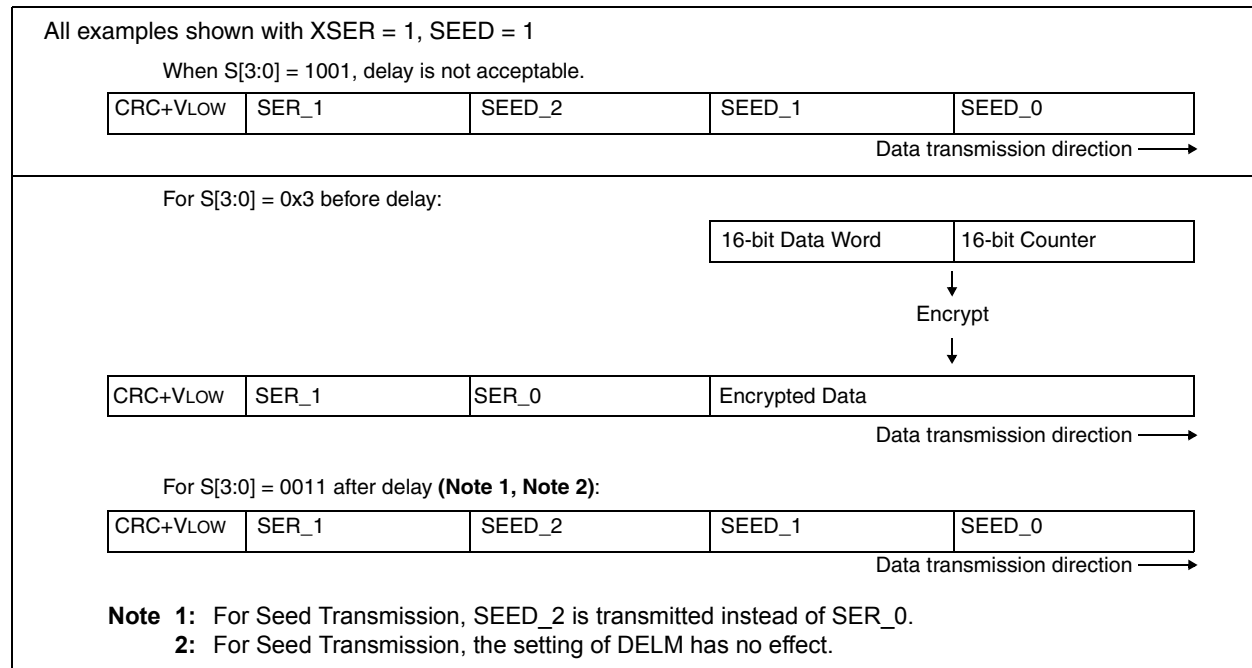 All examples shown with XSER = 1, SEED = 1
When S[3:0] = 1001, delay is not acceptable.
CRC+VLOW SER_1 SEED_2 SEED_1 SEED_0
Data transmission direction
For S[3:0] = 0x3 before delay:
16-bit Data Word 16-bit Counter
Encrypt
CRC+VLOW SER_1 SER_0 Encrypted Data
Data transmission direction
For S[3:0] = 0011 after delay (Note 1, Note 2):
CRC+VLOW SER_1 SEED_2 SEED_1 SEED_0
Data transmission direction
Note 1: For Seed Transmission, SEED_2 is transmitted instead of SER_0.
2: For Seed Transmission, the setting of DELM has no effect.